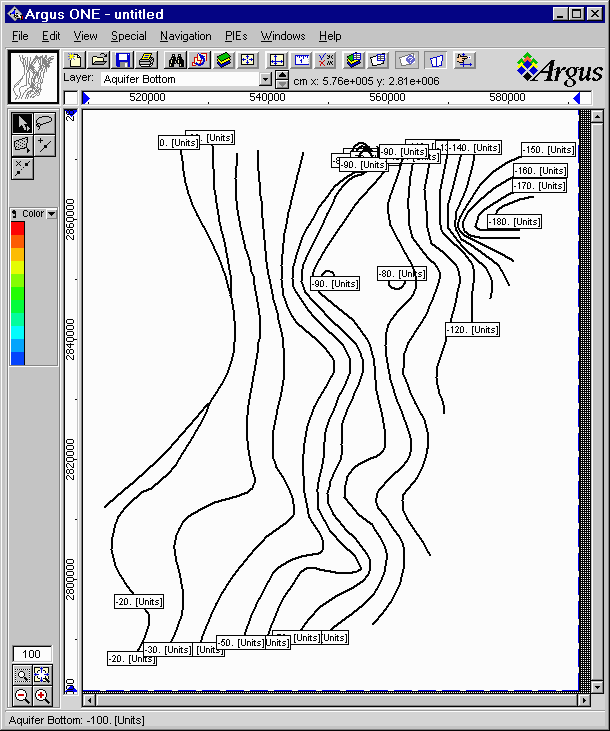 Argus ONE - untitled
File Edit View Special Navigation PIEs Windows Help
Layer: Aquifer Bottom cm x: 5.76e+005 y: 2.81e+006
Argus
520000 540000 560000 580000
0. [Units]
-90. [Units]
-90. [Units]
-140. [Units]
-150. [Units]
-160. [Units]
-170. [Units]
Color
2860000
-180. [Units]
-90. [Units]
-80. [Units]
-120. [Units]
2840000
2820000
2800000
-20. [Units]
-20. [Units]
-30. [Units]
[Units]
-50. [Units]
[Units]
[Units]
[Units]
100
Aquifer Bottom: -100. [Units]